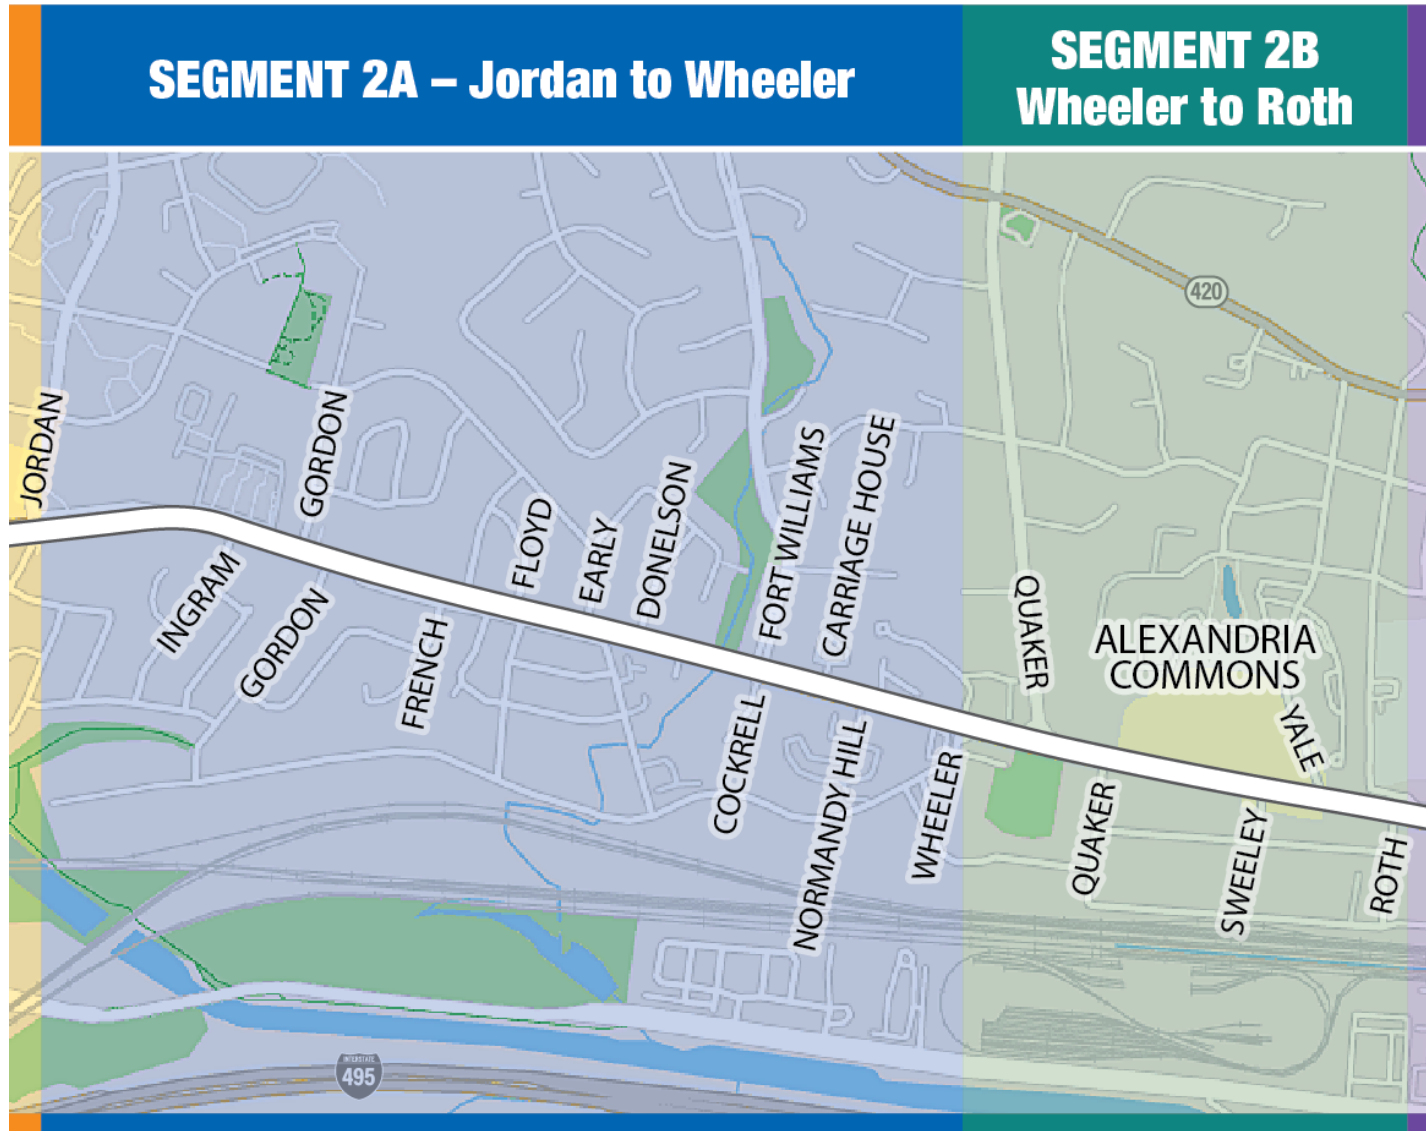 SEGMENT 2A – Jordan to Wheeler
SEGMENT 2B
Wheeler to Roth
420
JORDAN
GORDON
INGRAM
GORDON
FRENCH
FLOYD
EARLY
DONELSON
FORT WILLIAMS
CARRIAGE HOUSE
COCKRELL
NORMANDY HILL
WHEELER
QUAKER
ALEXANDRIA
COMMONS
YALE
QUAKER
SWEELEY
ROTH
INTERSTATE
495